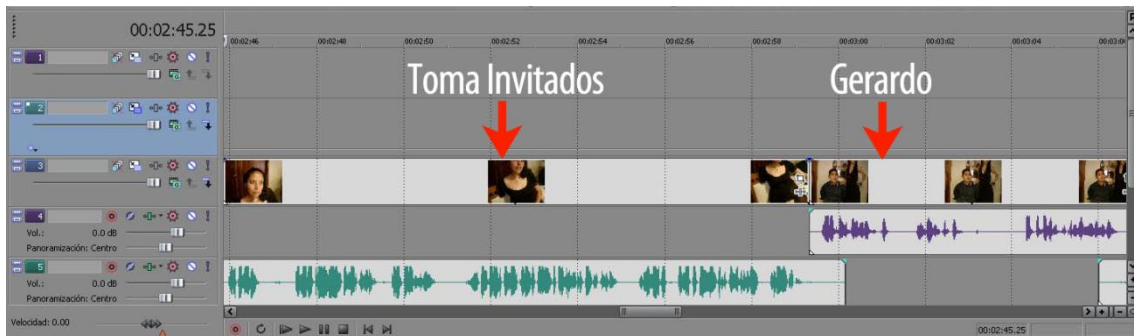 00:02:45.25
00:02:46 00:02:48 00:02:50 00:02:52 00:02:54 00:02:56 00:02:58 00:03:00 00:03:02 00:03:04
Toma Invitados
Gerardo
1
2
3
4
Vol.: 0.0 dB
Panoramización: Centro
5
Vol.: 0.0 dB
Panoramización: Centro
Velocidad: 0.00
00:02:45.25